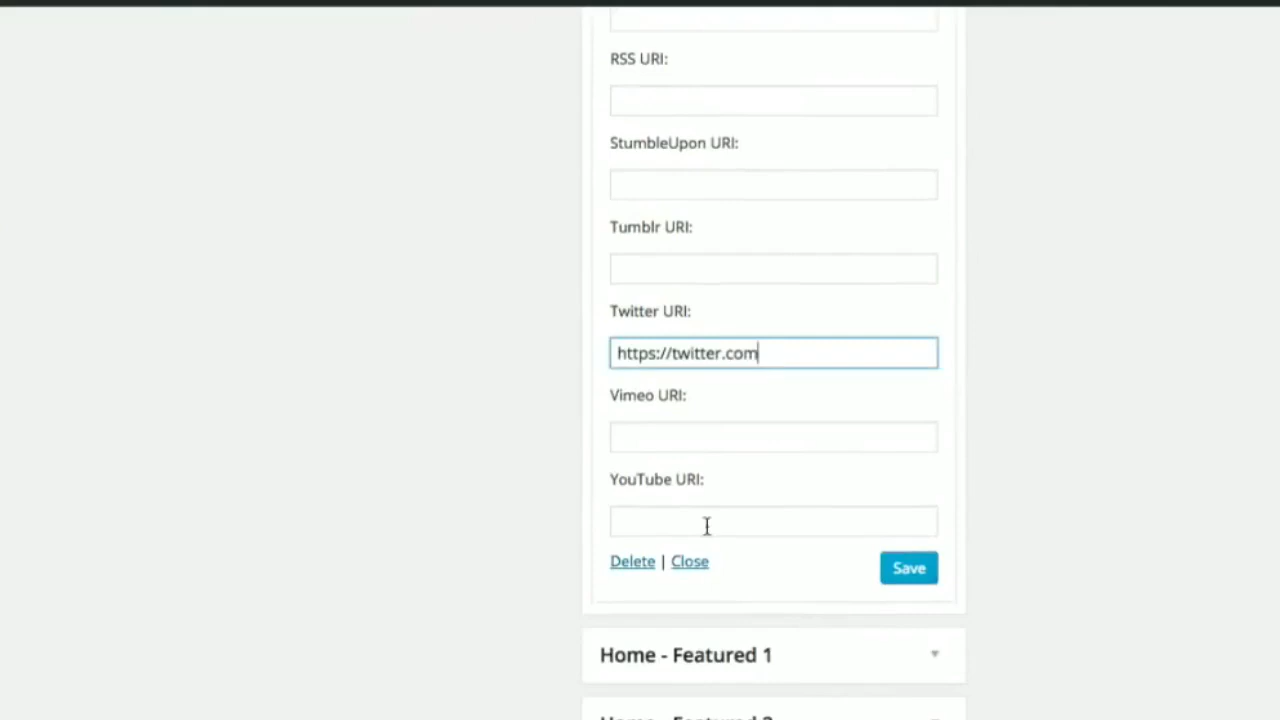 RSS URI:
StumbleUpon URI:
Tumblr URI:
Twitter URI:
https://twitter.com
Vimeo URI:
YouTube URI:
Delete | Close
Save
Home - Featured 1